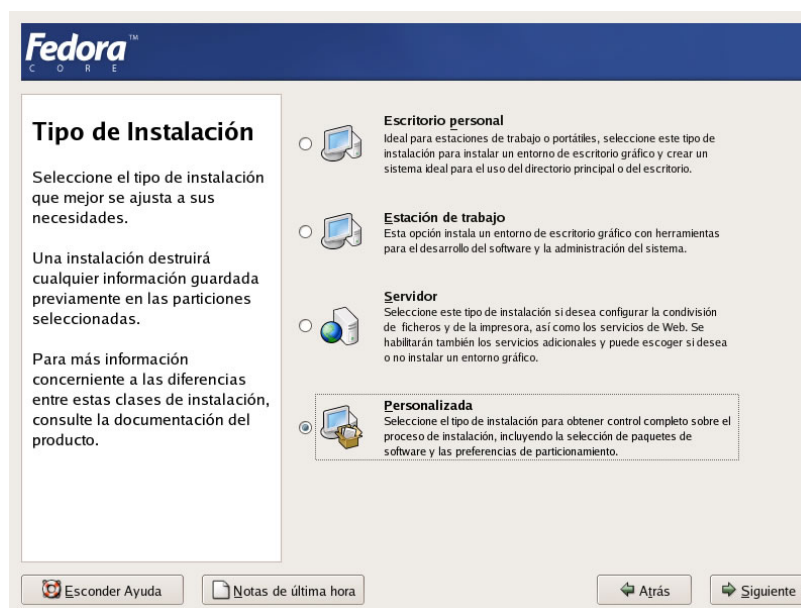 Fedora™
CORE
Tipo de Instalación
Seleccione el tipo de instalación
que mejor se ajusta a sus
necesidades.
Una instalación destruirá
cualquier información guardada
previamente en las particiones
seleccionadas.
Para más información
concerniente a las diferencias
entre estas clases de instalación,
consulte la documentación del
producto.
Escritorio personal
Ideal para estaciones de trabajo o portátiles, seleccione este tipo de
instalación para instalar un entorno de escritorio gráfico y crear un
sistema ideal para el uso del directorio principal o del escritorio.
Estación de trabajo
Esta opción instala un entorno de escritorio gráfico con herramientas
para el desarrollo del software y la administración del sistema.
Servidor
Seleccione este tipo de instalación si desea configurar la condivisión
de ficheros y de la impresora, así como los servicios de Web. Se
habilitarán también los servicios adicionales y puede escoger si desea
o no instalar un entorno gráfico.
Personalizada
Seleccione el tipo de instalación para obtener control completo sobre el
proceso de instalación, incluyendo la selección de paquetes de
software y las preferencias de particionamiento.
Esconder Ayuda
Notas de última hora
Atrás
Siguiente